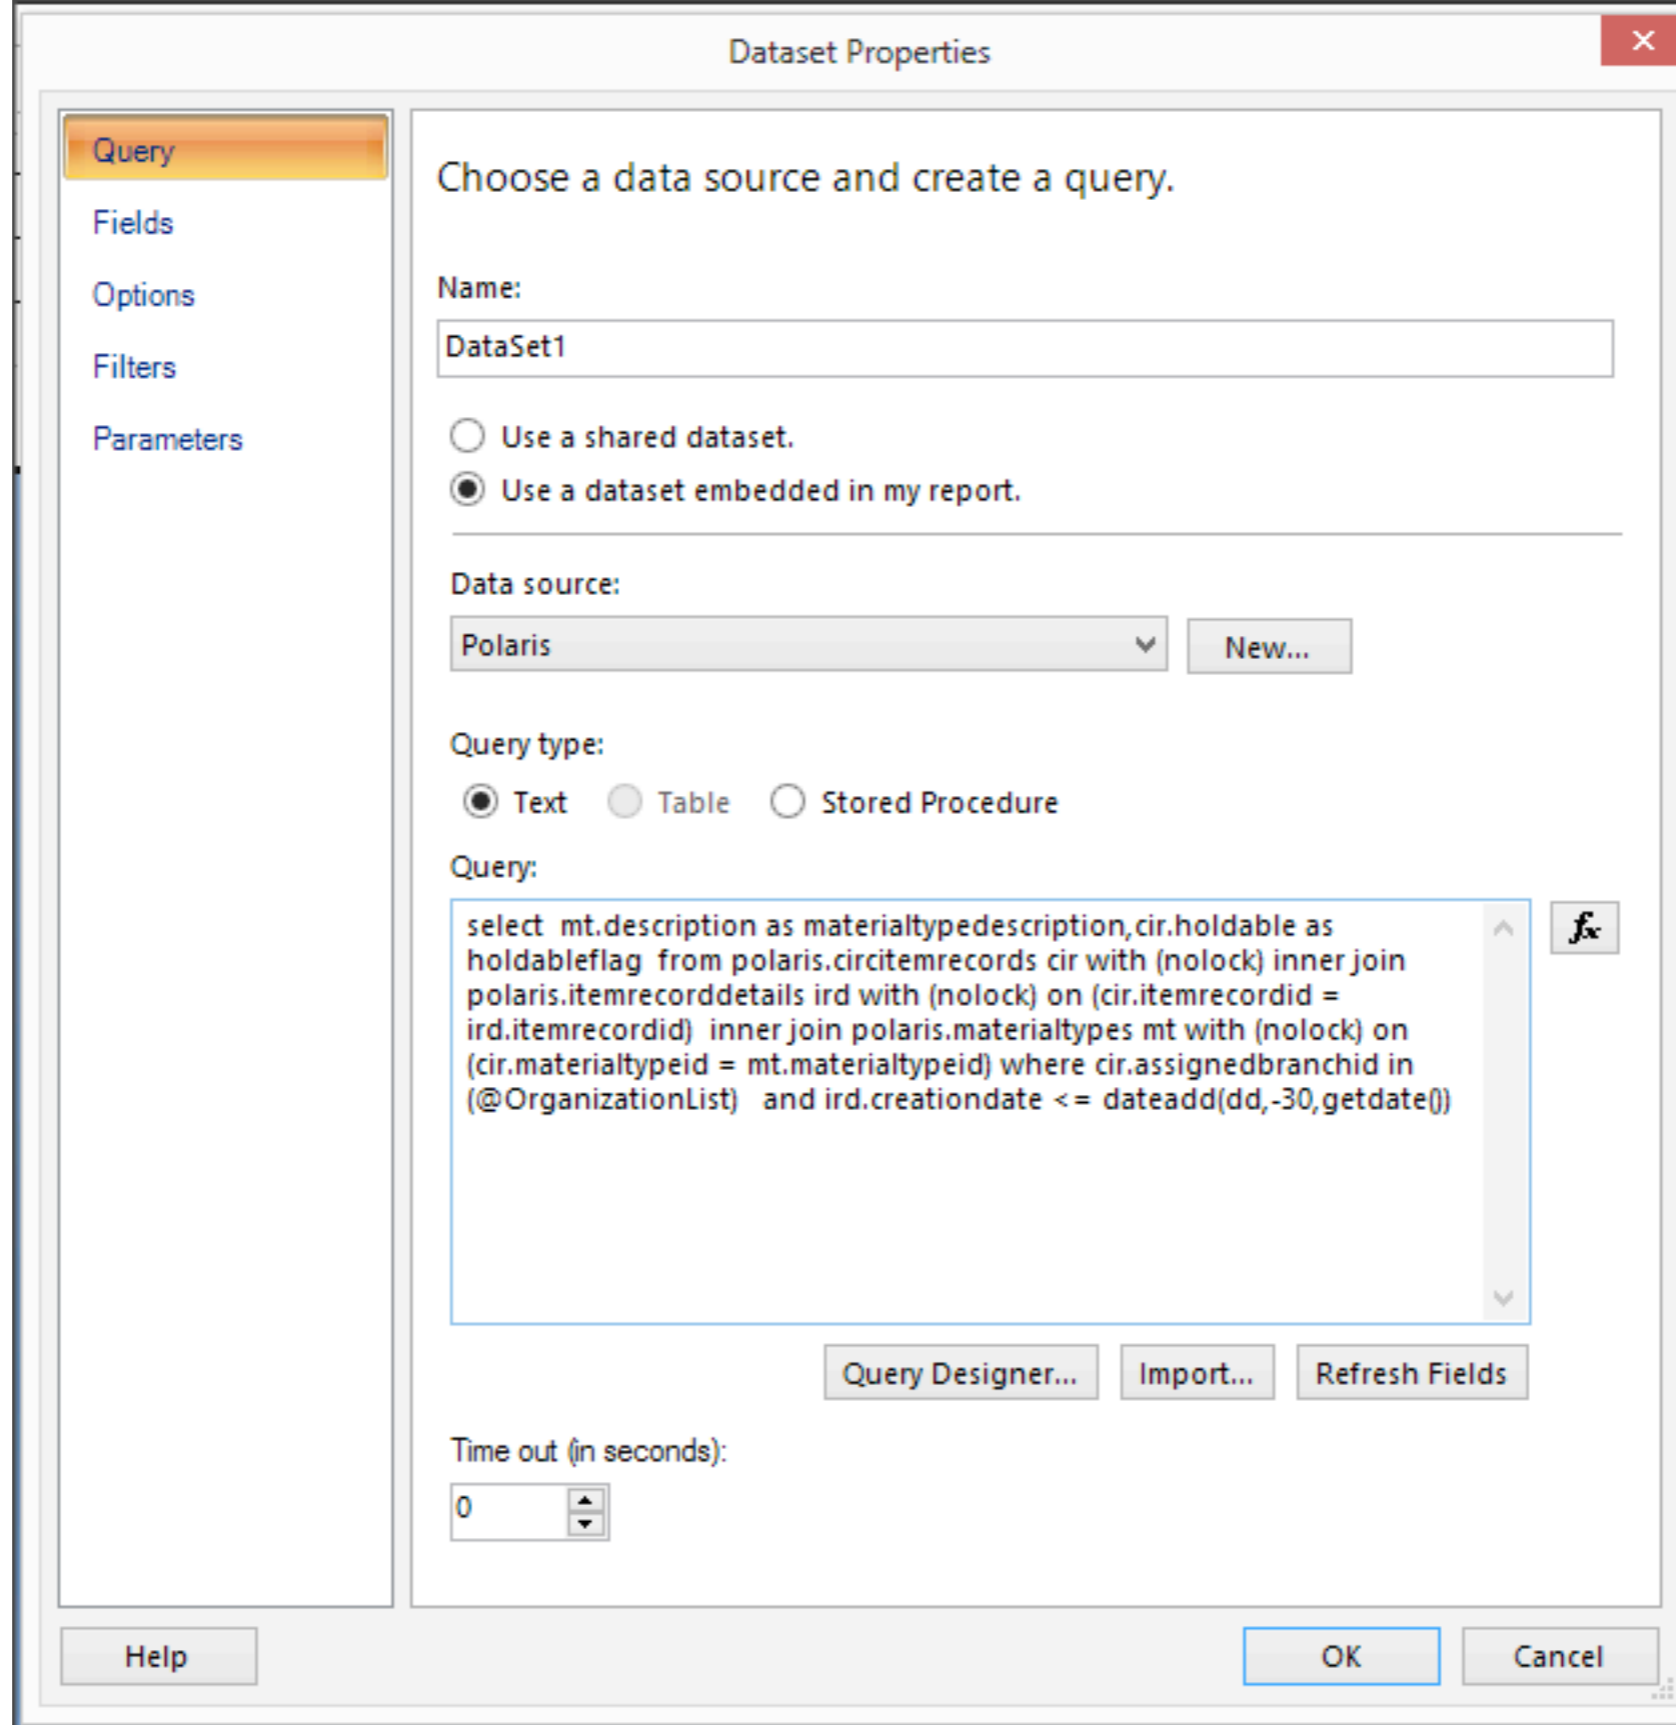 Dataset Properties
Query
Fields
Options
Filters
Parameters
Choose a data source and create a query.
Name:
DataSet1
Use a shared dataset.
Use a dataset embedded in my report.
Data source:
Polaris
New...
Query type:
Text Table Stored Procedure
Query:
select  mt.description as materialtypedescription,cir.holdable as
holdableflag  from polaris.circitemrecords cir with (nolock) inner join
polaris.itemrecorddetails ird with (nolock) on (cir.itemrecordid =
ird.itemrecordid)  inner join polaris.materialtypes mt with (nolock) on
(cir.materialtypeid = mt.materialtypeid) where cir.assignedbranchid in
(@OrganizationList)   and ird.creationdate <= dateadd(dd,-30,getdate())
fx
Query Designer... Import... Refresh Fields
Time out (in seconds):
0
Help OK Cancel